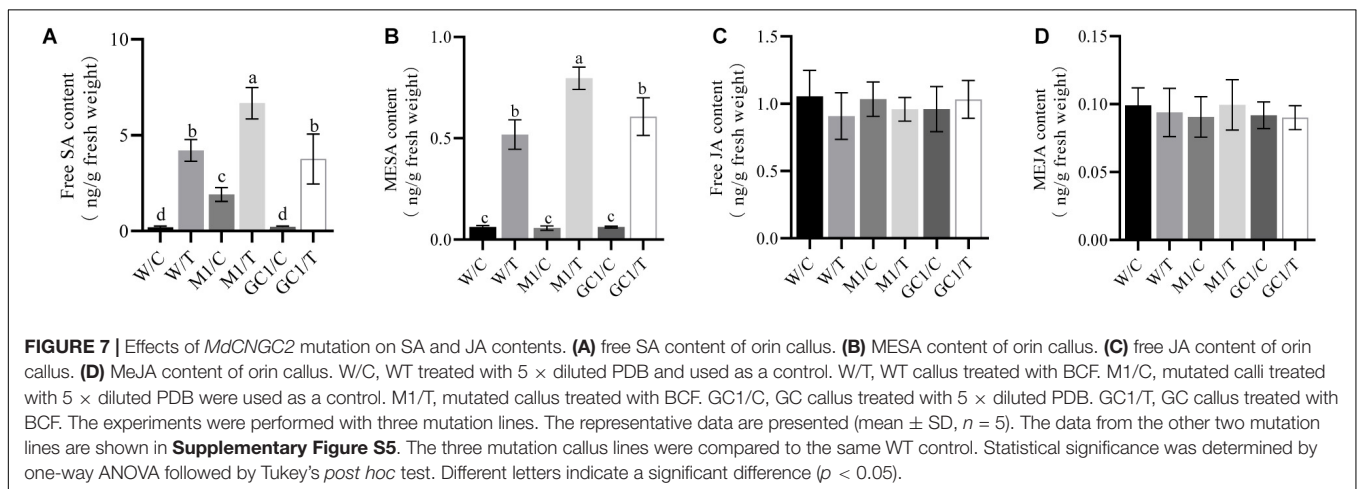 A
Free SA content
( ng/g fresh weight)
10
5
0
d
b
c
a
d
b
W/C
W/T
M1/C
M1/T
GC1/C
GC1/T
B
MESA content
( ng/g fresh weight)
1.0
0.5
0.0
c
b
c
a
c
b
W/C
W/T
M1/C
M1/T
GC1/C
GC1/T
C
Free JA content
( ng/g fresh weight)
1.5
1.0
0.5
0.0
W/C
W/T
M1/C
M1/T
GC1/C
GC1/T
D
MEJA content
( ng/g fresh weight)
0.15
0.10
0.05
0.00
W/C
W/T
M1/C
M1/T
GC1/C
GC1/T
FIGURE 7 | Effects of MdCNGC2 mutation on SA and JA contents. (A) free SA content of orin callus. (B) MESA content of orin callus. (C) free JA content of orin
callus. (D) MeJA content of orin callus. W/C, WT treated with 5 × diluted PDB and used as a control. W/T, WT callus treated with BCF. M1/C, mutated calli treated
with 5 × diluted PDB were used as a control. M1/T, mutated callus treated with BCF. GC1/C, GC callus treated with 5 × diluted PDB. GC1/T, GC callus treated with
BCF. The experiments were performed with three mutation lines. The representative data are presented (mean ± SD, n = 5). The data from the other two mutation
lines are shown in Supplementary Figure S5. The three mutation callus lines were compared to the same WT control. Statistical significance was determined by
one-way ANOVA followed by Tukey's post hoc test. Different letters indicate a significant difference (p < 0.05).